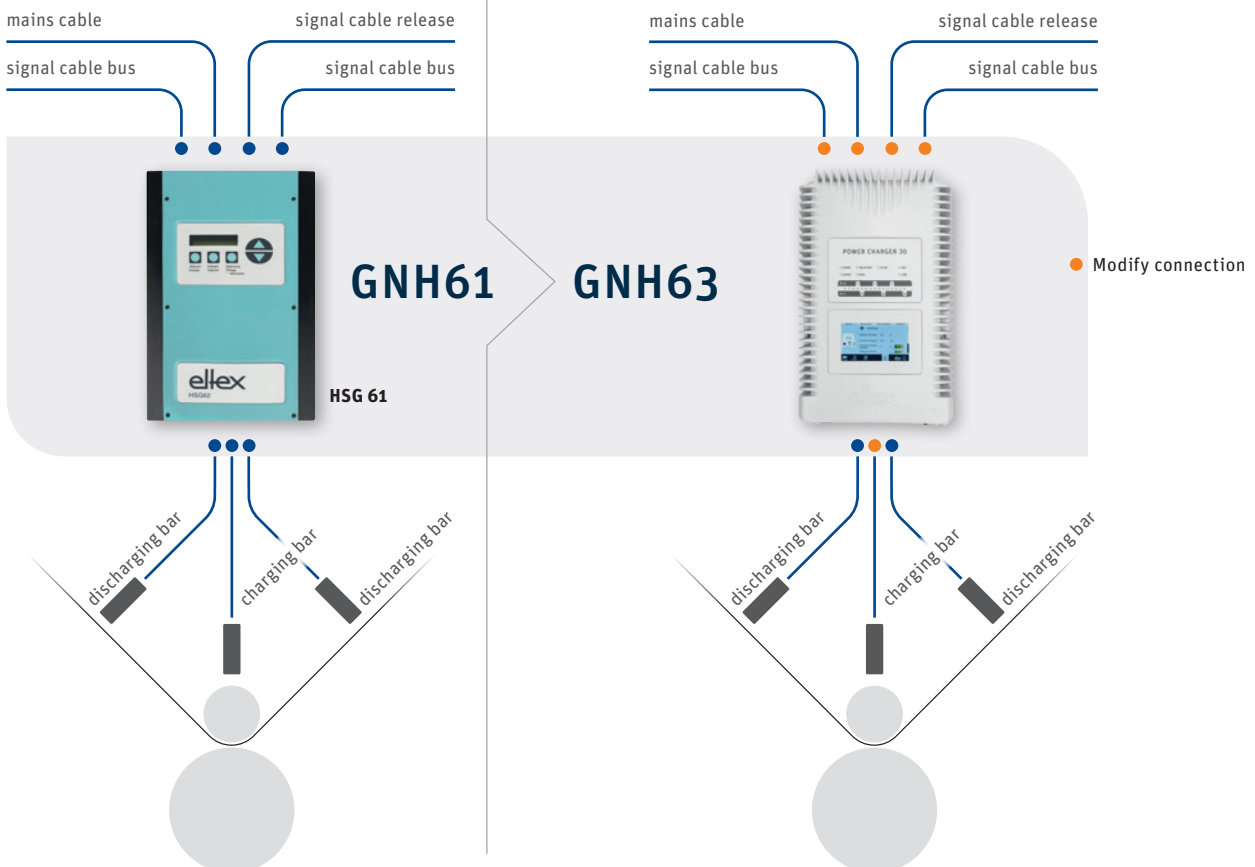 mains cable
signal cable release
signal cable bus
signal cable bus
GNH61
eltex
HSG62
HSG 61
discharging bar
charging bar
discharging bar
mains cable
signal cable release
signal cable bus
signal cable bus
GNH63
POWER CHARGER 3G
eltex
Modify connection
discharging bar
charging bar
discharging bar